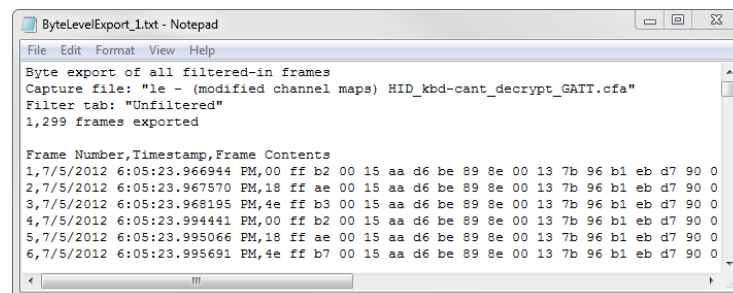 ByteLevelExport_1.txt - Notepad
File Edit Format View Help
Byte export of all filtered-in frames
Capture file: "le - (modified channel maps) HID_kbd-cant_decrypt_GATT.cfa"
Filter tab: "Unfiltered"
1,299 frames exported
Frame Number,Timestamp,Frame Contents
1,7/5/2012 6:05:23.966944 PM,00 ff b2 00 15 aa d6 be 89 8e 00 13 7b 96 b1 eb d7 90 0
2,7/5/2012 6:05:23.967570 PM,18 ff ae 00 15 aa d6 be 89 8e 00 13 7b 96 b1 eb d7 90 0
3,7/5/2012 6:05:23.968195 PM,4e ff b3 00 15 aa d6 be 89 8e 00 13 7b 96 b1 eb d7 90 0
4,7/5/2012 6:05:23.994441 PM,00 ff b2 00 15 aa d6 be 89 8e 00 13 7b 96 b1 eb d7 90 0
5,7/5/2012 6:05:23.995066 PM,18 ff ae 00 15 aa d6 be 89 8e 00 13 7b 96 b1 eb d7 90 0
6,7/5/2012 6:05:23.995691 PM,4e ff b7 00 15 aa d6 be 89 8e 00 13 7b 96 b1 eb d7 90 0